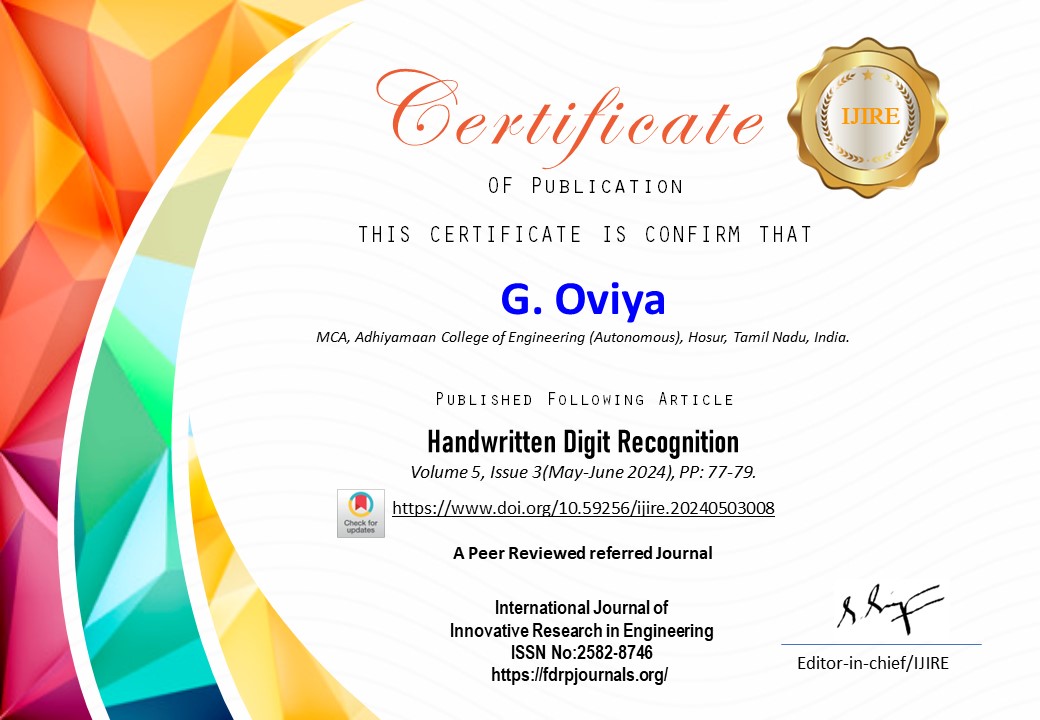 Certificate
IJIRE
OF PUBLICATION
THIS CERTIFICATE IS CONFIRM THAT
G. Oviya
MCA, Adhiyamaan College of Engineering (Autonomous), Hosur, Tamil Nadu, India.
PUBLISHED FOLLOWING ARTICLE
Handwritten Digit Recognition
Volume 5, Issue 3(May-June 2024), PP: 77-79.
Check for
updates
https://www.doi.org/10.59256/ijire.20240503008
A Peer Reviewed referred Journal
International Journal of
Innovative Research in Engineering
ISSN No:2582-8746
https://fdrpjournals.org/
Editor-in-chief/IJIRE